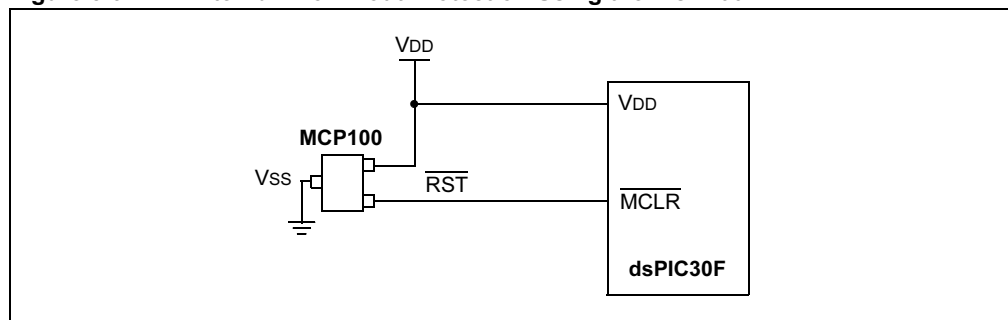 VDD
VDD
MCP100
VSS
RST
MCLR
dsPIC30F